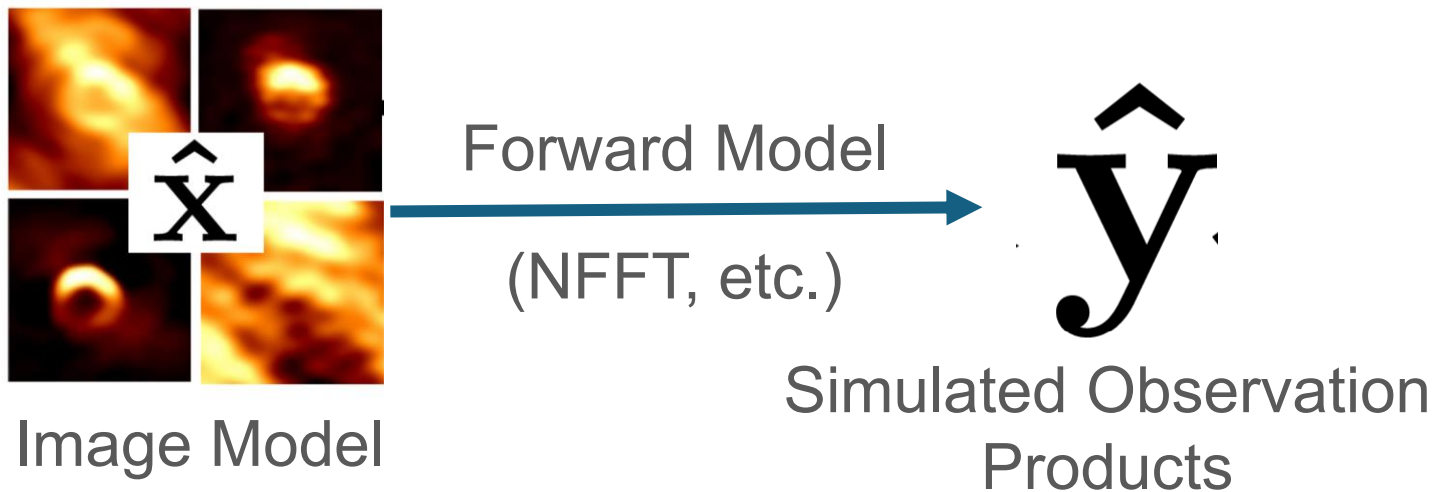 x̂
Image Model
Forward Model
(NFFT, etc.)
ŷ
Simulated Observation
Products